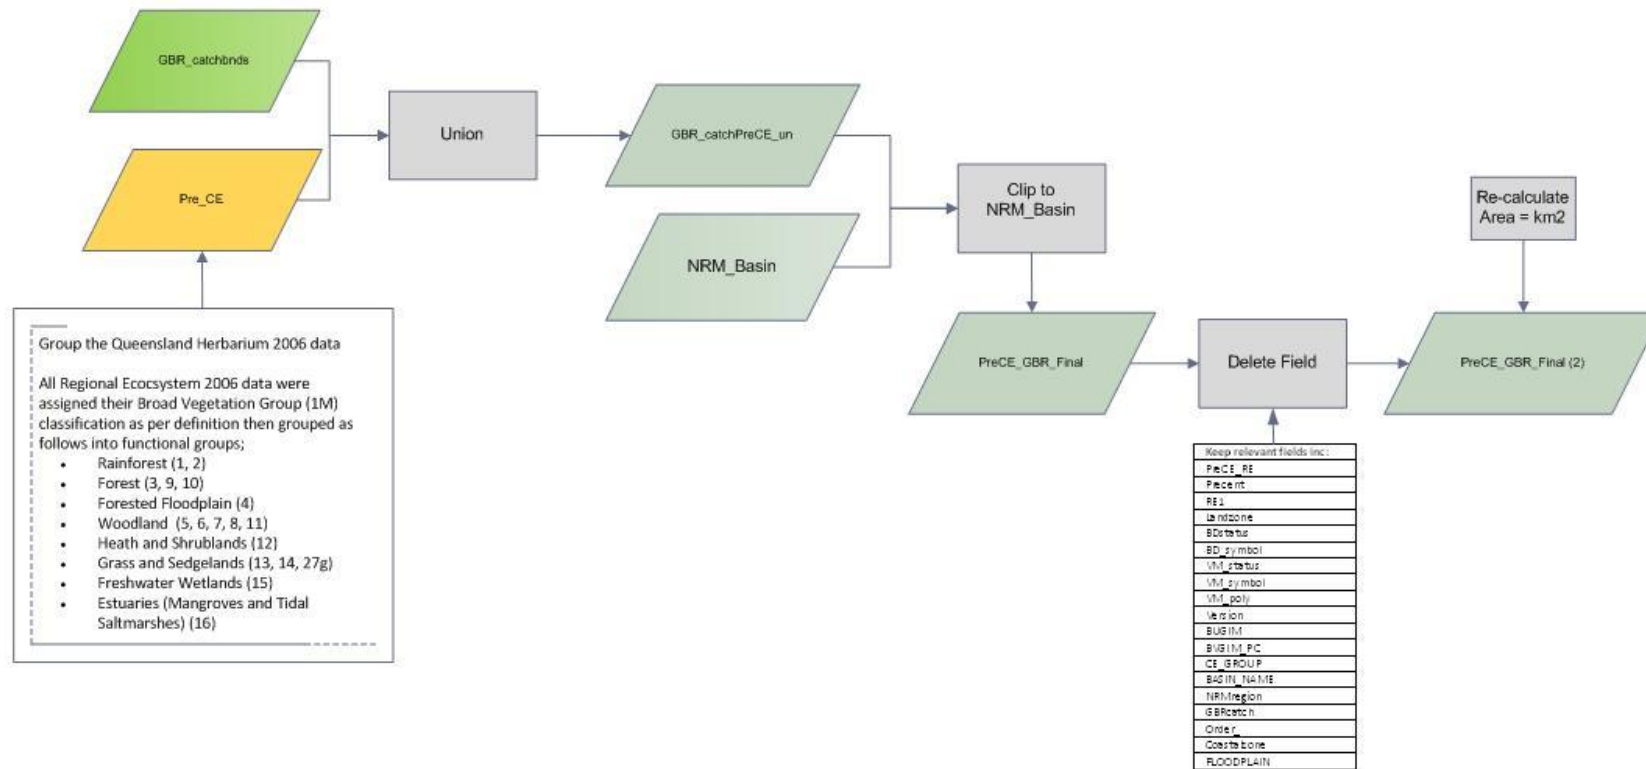 GBR_catchbnds
Pre_CE
Union
GBR_catchPreCE_un
NRM_Basin
Clip to
NRM_Basin
Re-calculate
Area = km2
PreCE_GBR_Final
Delete Field
PreCE_GBR_Final (2)
Group the Queensland Herbarium 2006 data
All Regional Ecocsystem 2006 data were
assigned their Broad Vegetation Group (1M)
classification as per definition then grouped as
follows into functional groups;
• Rainforest (1, 2)
• Forest (3, 9, 10)
• Forested Floodplain (4)
• Woodland (5, 6, 7, 8, 11)
• Heath and Shrublands (12)
• Grass and Sedgelands (13, 14, 27g)
• Freshwater Wetlands (15)
• Estuaries (Mangroves and Tidal
Saltmarshes) (16)
Keep relevant fields inc:
PreCE_RE
Precent
RE1
Landzone
BDstatus
BD_symbol
VM_status
VM_symbol
VM_poly
Version
BUGIM
BVGIM_PC
CE_GROUP
BASIN_NAME
NRMregion
GBRcatch
Order_
Coastalzone
FLOODPLAIN